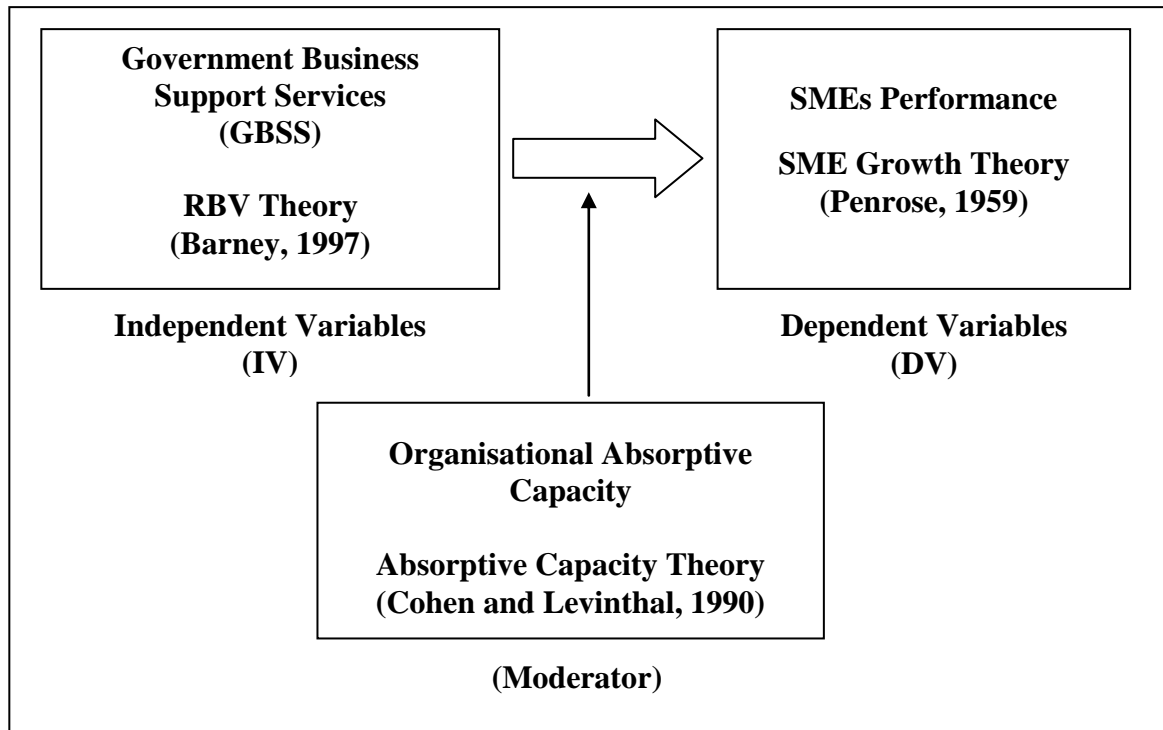 Government Business
Support Services
(GBSS)
RBV Theory
(Barney, 1997)
Independent Variables
(IV)
SMEs Performance
SME Growth Theory
(Penrose, 1959)
Dependent Variables
(DV)
Organisational Absorptive
Capacity
Absorptive Capacity Theory
(Cohen and Levinthal, 1990)
(Moderator)